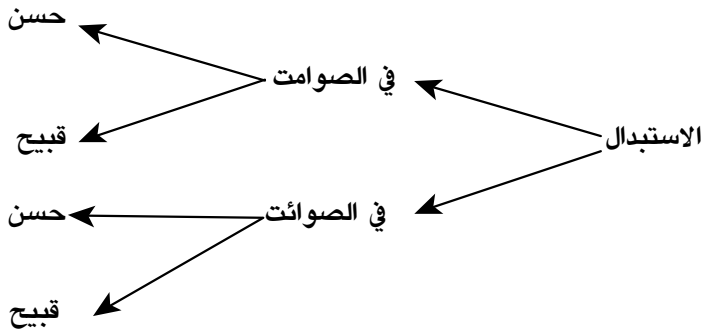 الاستبدال
في الصوامت
حسن
قبيح
في الصوائت
حسن
قبيح